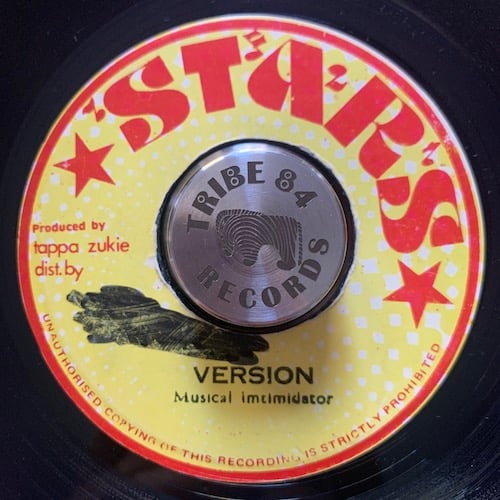 STARS
TRIBE 84
RECORDS
Produced by
tappa zukie
dist.by
VERSION
Musical imtimidator
UNAUTHORISED COPYING OF THIS RECORDING IS STRICTLY PROHIBITED